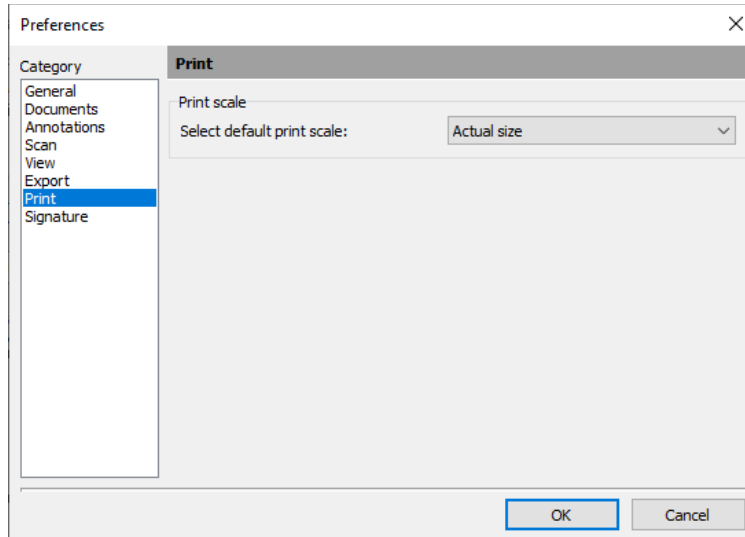 Preferences
Category
General
Documents
Annotations
Scan
View
Export
Print
Signature
Print
Print scale
Select default print scale: Actual size
OK Cancel